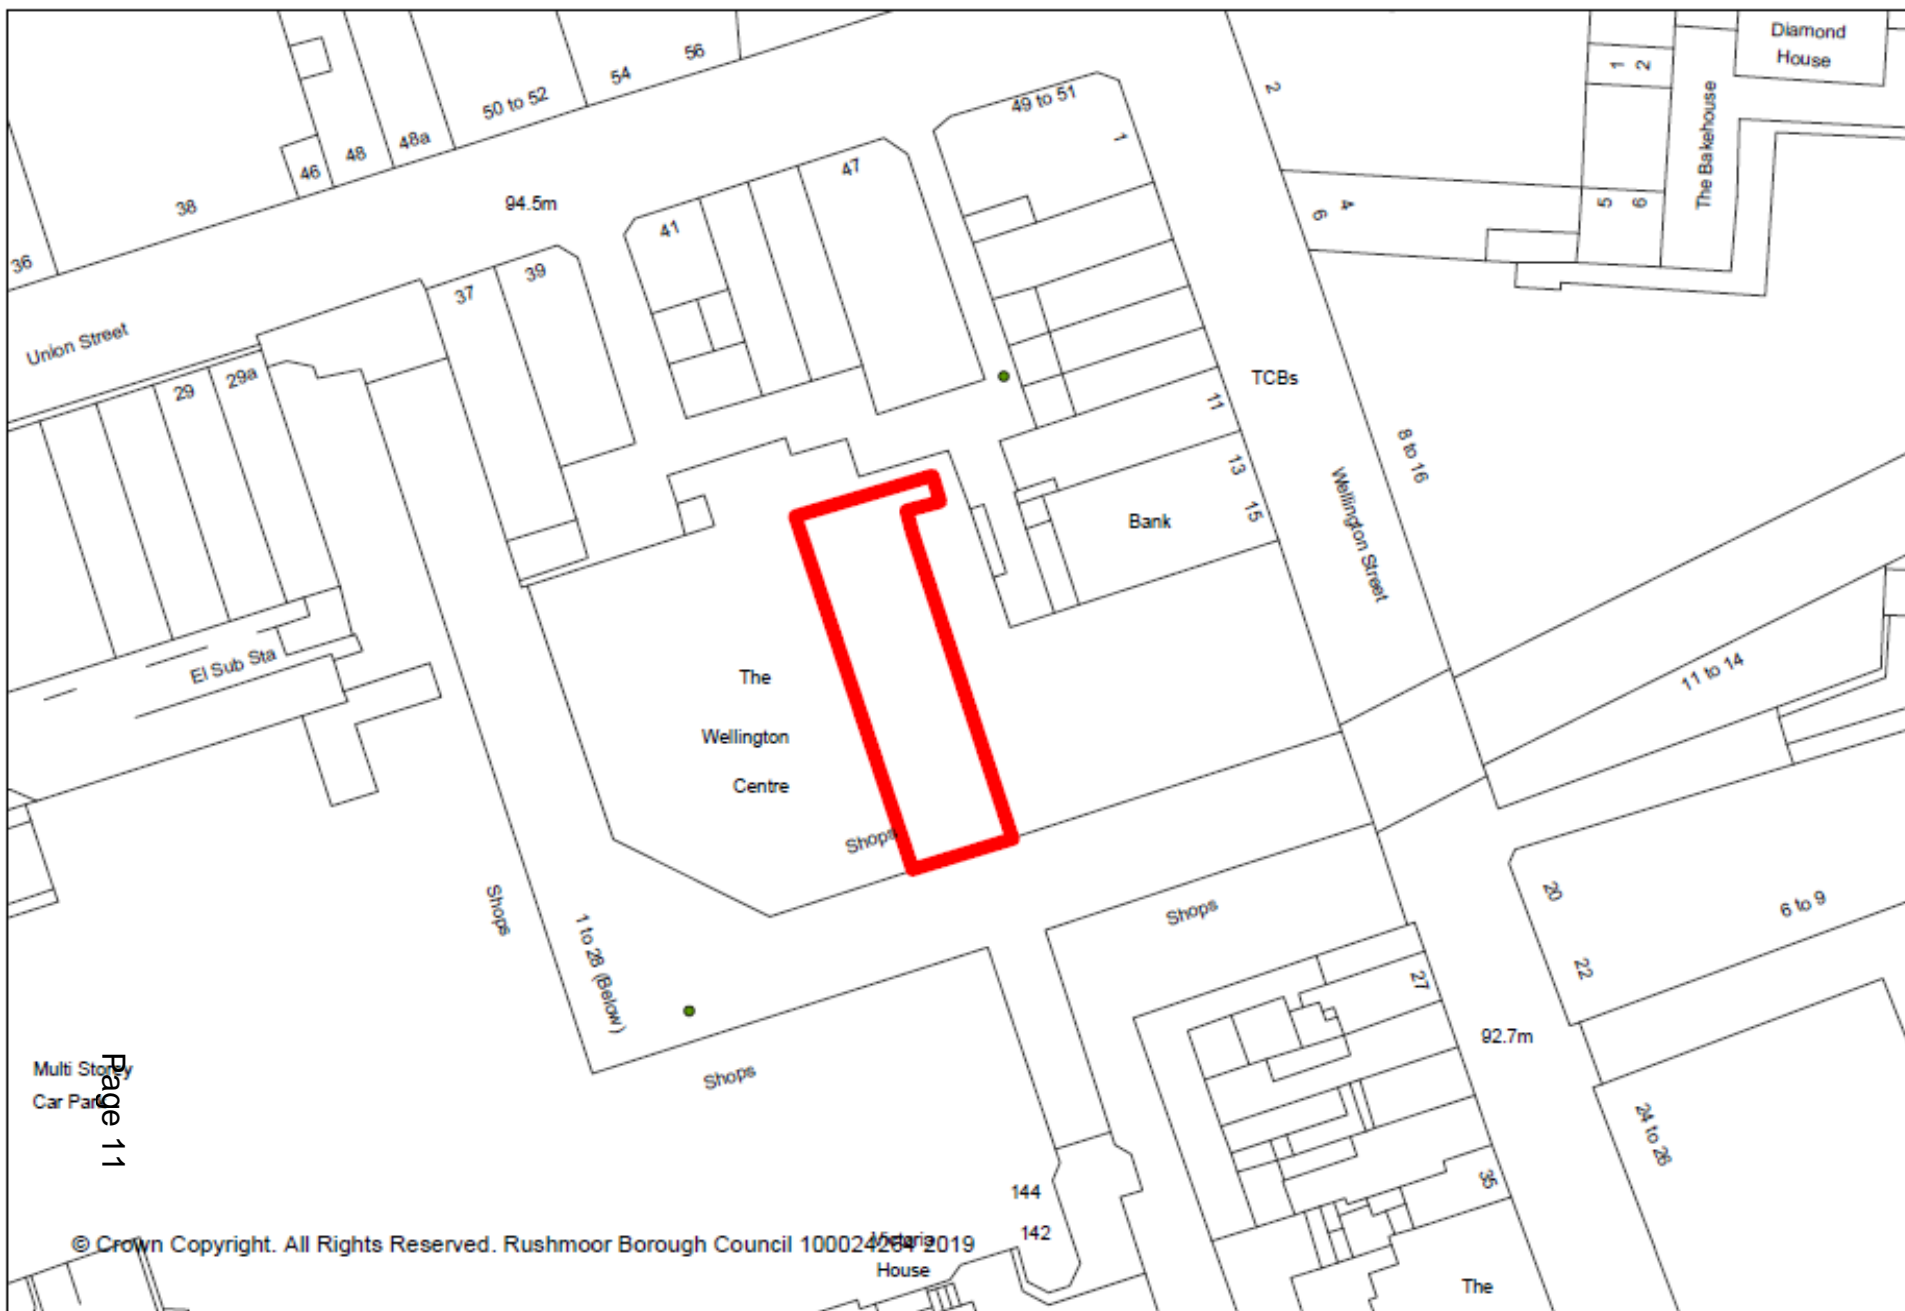 Diamond
House
1 2
The Bakehouse
5 6
2
4
6
56
54
50 to 52
48a
48
46
38
36
94.5m
49 to 51
1
47
41
39
37
Union Street
29
29a
El Sub Sta
TCBs
11
13
15
Bank
8 to 16
Wellington Street
11 to 14
The
Wellington
Centre
Shops
Shops
Shops
Shops
1 to 28 (Below)
20
22
6 to 9
27
92.7m
24 to 26
35
Multi Storey
Car Park
Page 11
144
142
© Crown Copyright. All Rights Reserved. Rushmoor Borough Council 100024264 2019
Victoria
House
The